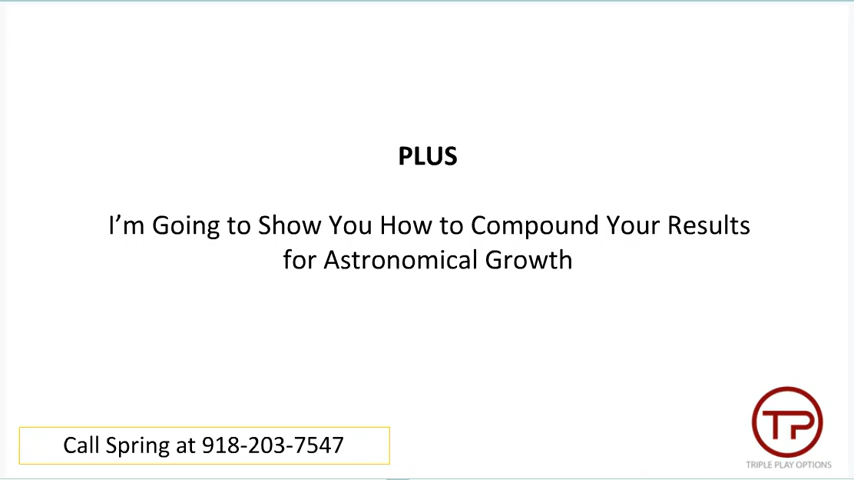 PLUS
I’m Going to Show You How to Compound Your Results
for Astronomical Growth
Call Spring at 918-203-7547
TP
TRIPLE PLAY OPTIONS